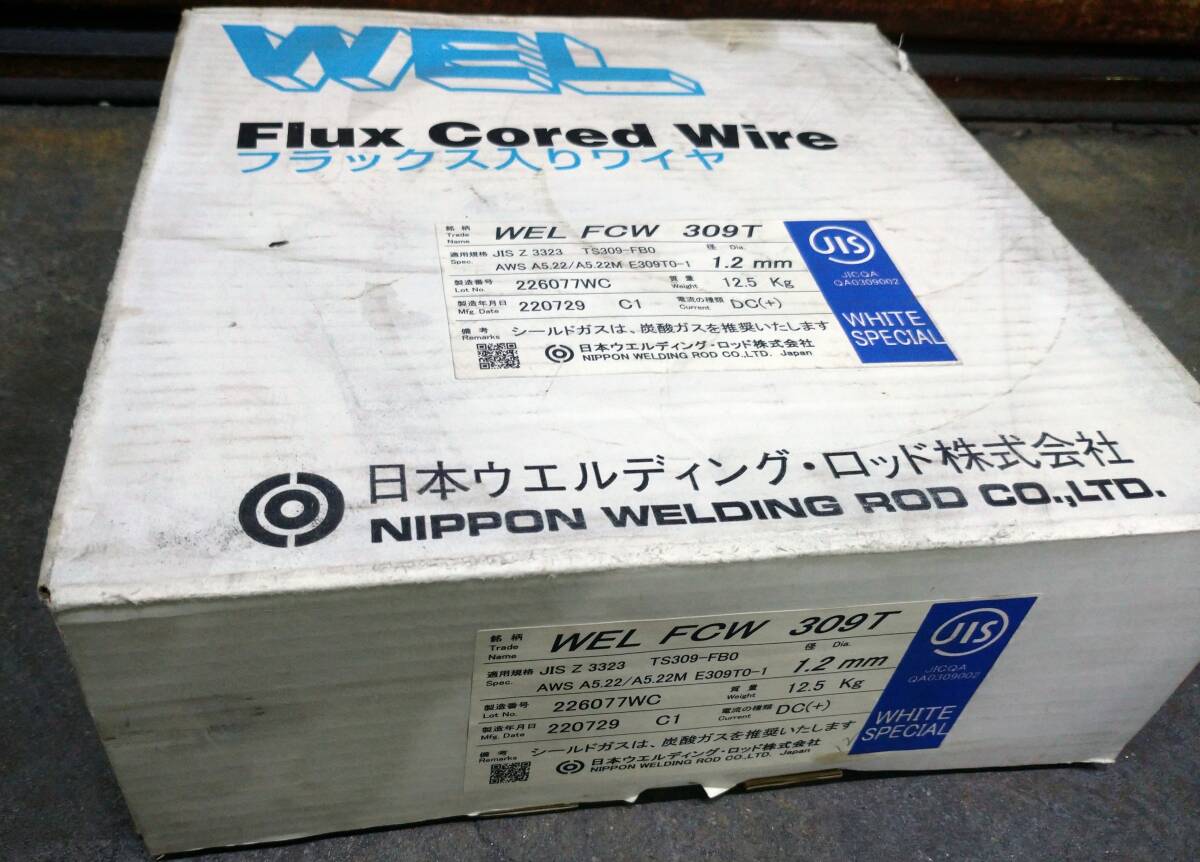 WEL
Flux Cored Wire
フラックス入りワイヤ
銘柄 Trade Name WEL FCW 309T
適用規格 Spec. JIS Z 3323 TS309-FB0 径 Dia.
AWS A5.22/A5.22M E309T0-1 1.2 mm
製造番号 Lot No. 226077WC 質量 Weight 12.5 Kg
製造年月日 Mfg. Date 220729 C1 電流の種類 Current DC(+)
備考 Remarks シールドガスは、炭酸ガスを推奨いたします
日本ウエルディング・ロッド株式会社
NIPPON WELDING ROD CO.,LTD. Japan
JIS
JICQA
QA0309002
WHITE
SPECIAL
日本ウエルディング・ロッド株式会社
NIPPON WELDING ROD CO.,LTD.
銘柄 Trade Name WEL FCW 309T
適用規格 Spec. JIS Z 3323 TS309-FB0 径 Dia.
AWS A5.22/A5.22M E309T0-1 1.2 mm
製造番号 Lot No. 226077WC 質量 Weight 12.5 Kg
製造年月日 Mfg. Date 220729 C1 電流の種類 Current DC(+)
備考 Remarks シールドガスは、炭酸ガスを推奨いたします
日本ウエルディング・ロッド株式会社
NIPPON WELDING ROD CO.,LTD. Japan
JIS
JICQA
QA0309002
WHITE
SPECIAL